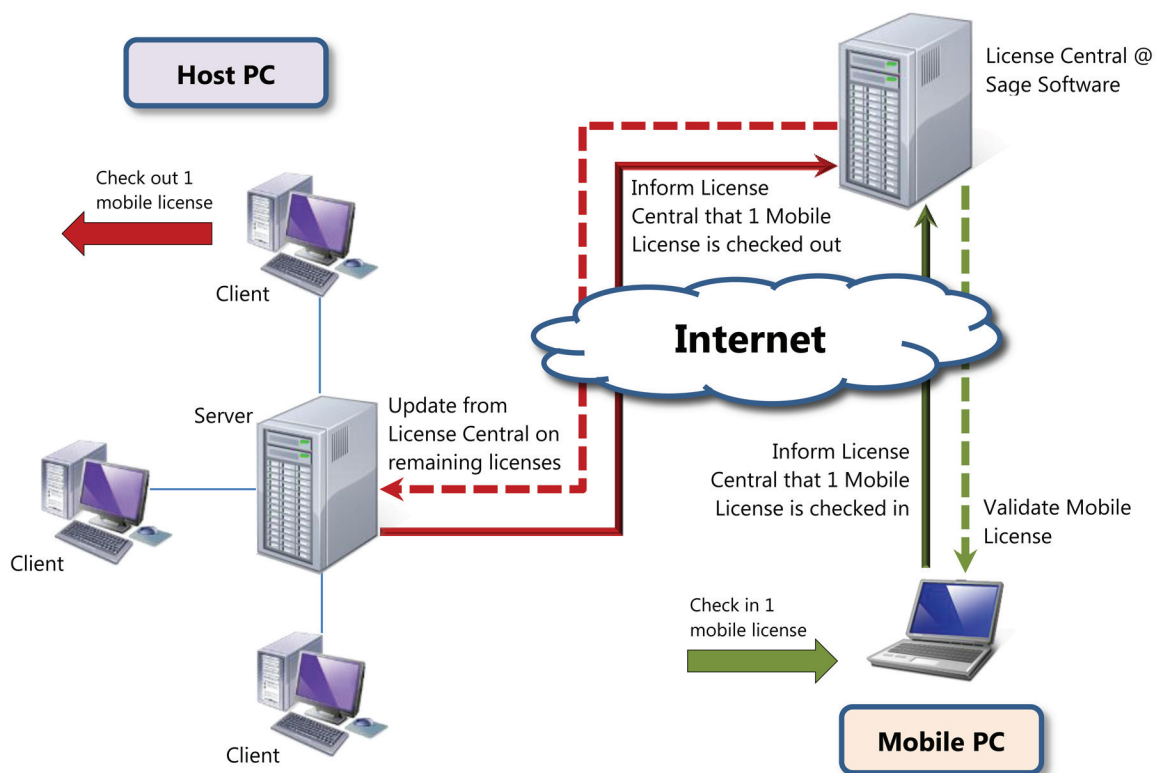 Host PC
License Central @
Sage Software
Check out 1
mobile license
Client
Inform License
Central that 1 Mobile
License is checked out
Internet
Server
Update from
License Central on
remaining licenses
Client
Inform License
Central that 1 Mobile
License is checked in
Validate Mobile
License
Check in 1
mobile license
Client
Mobile PC